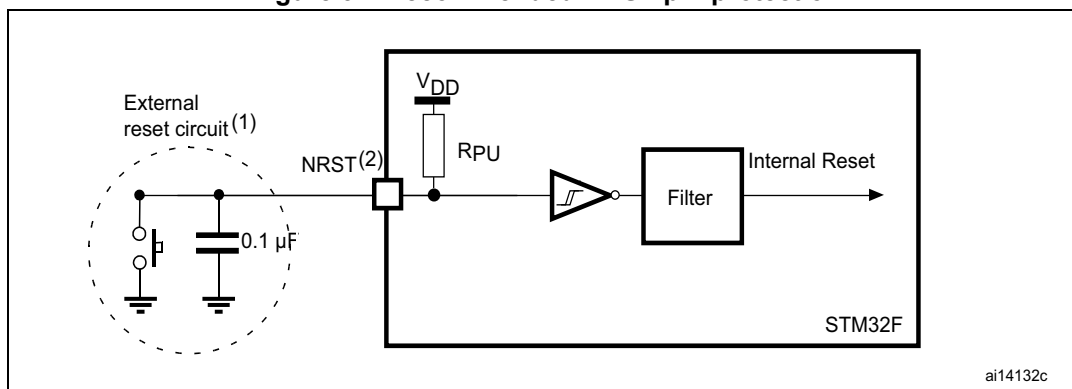 External
reset circuit(1)
VDD
NRST(2)
RPU
Internal Reset
Filter
0.1 μF
STM32F
ai14132c